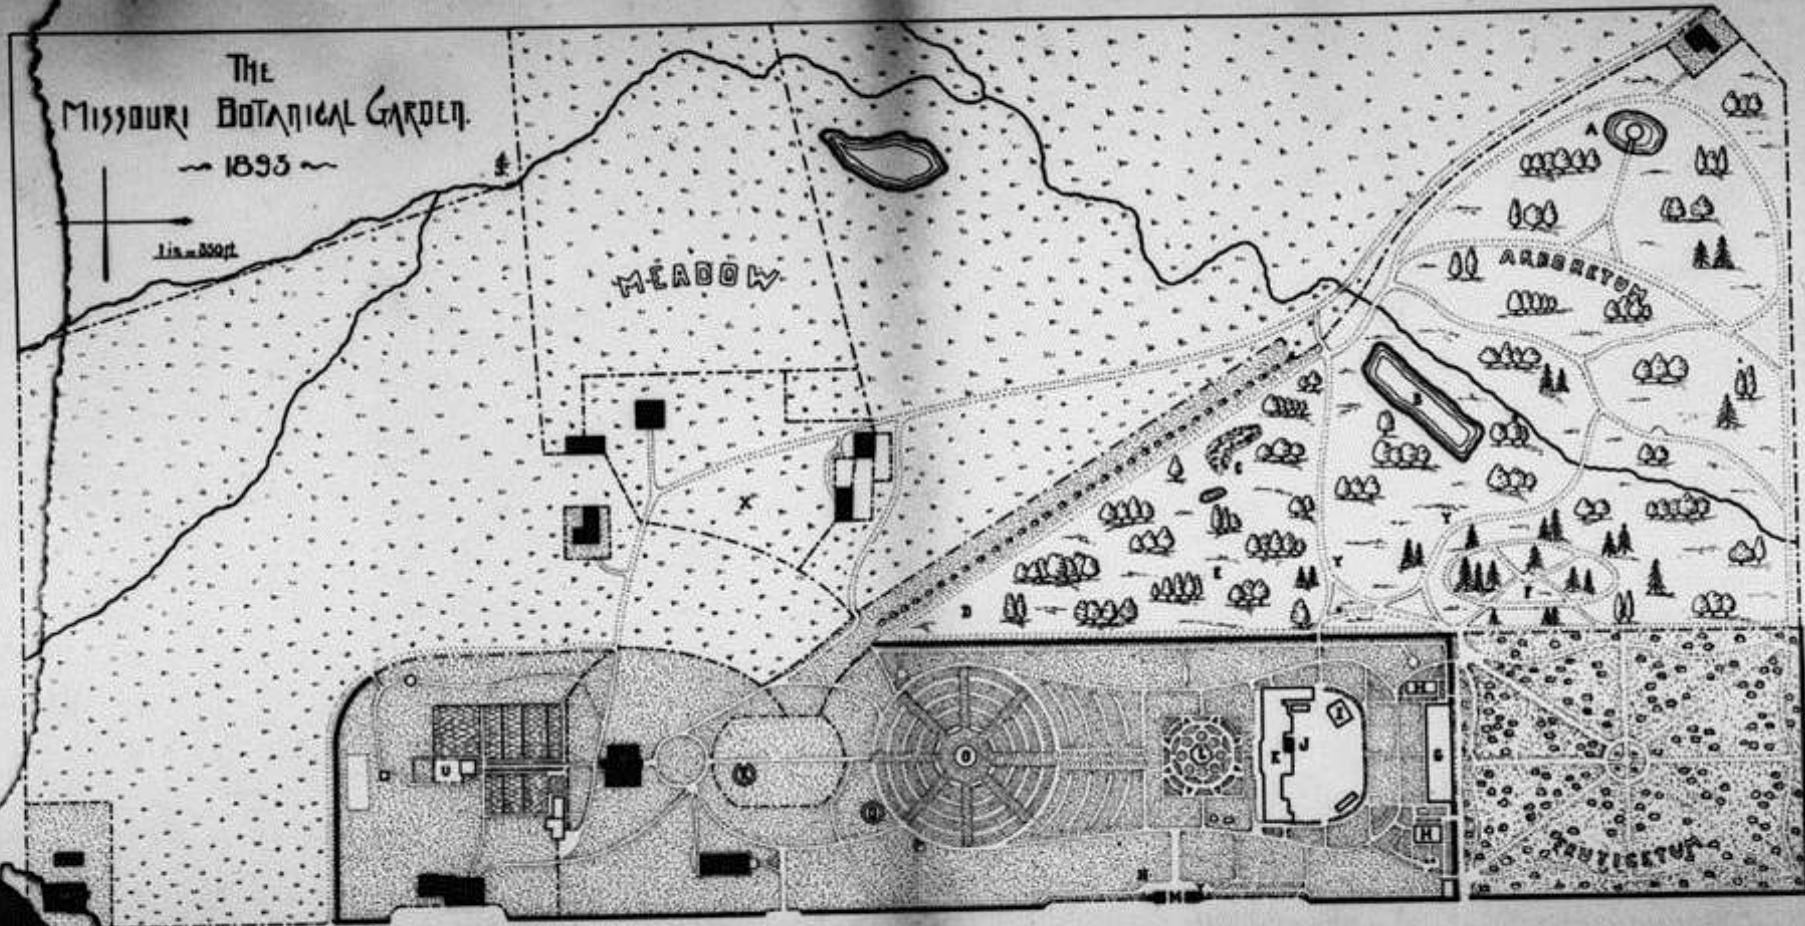 THE
MISSOURI BOTANICAL GARDEN.
1893
1 in = 350 ft
MEADOW
A
ARBORETUM
B
C
X
Y
E
Y
D
F
H
J
U
K
O
L
K
J
G
Q
H
FRUTICETUM
N
M